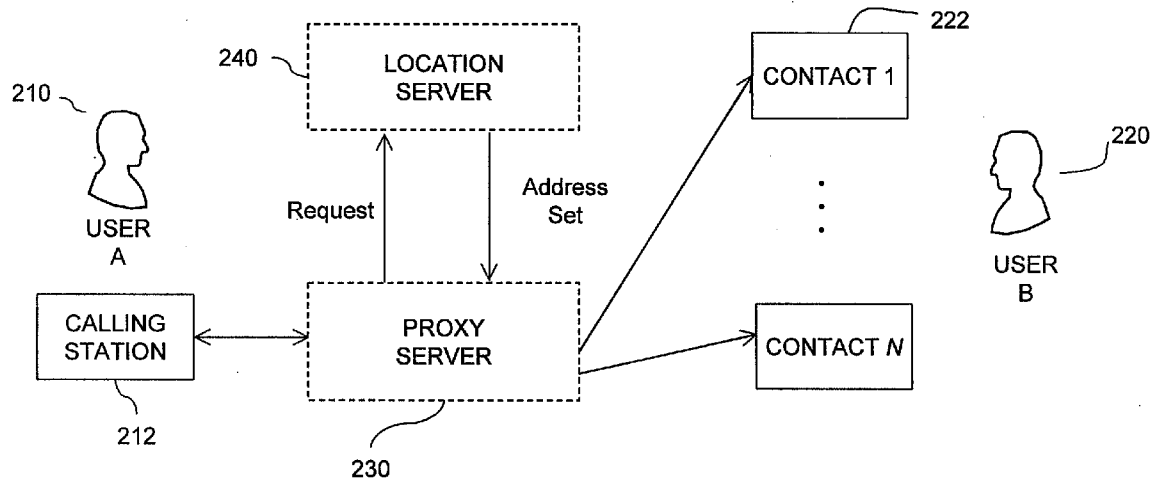 222
240
LOCATION
SERVER
CONTACT 1
210
220
Request
Address
Set
USER
A
USER
B
CALLING
STATION
PROXY
SERVER
CONTACT N
212
230